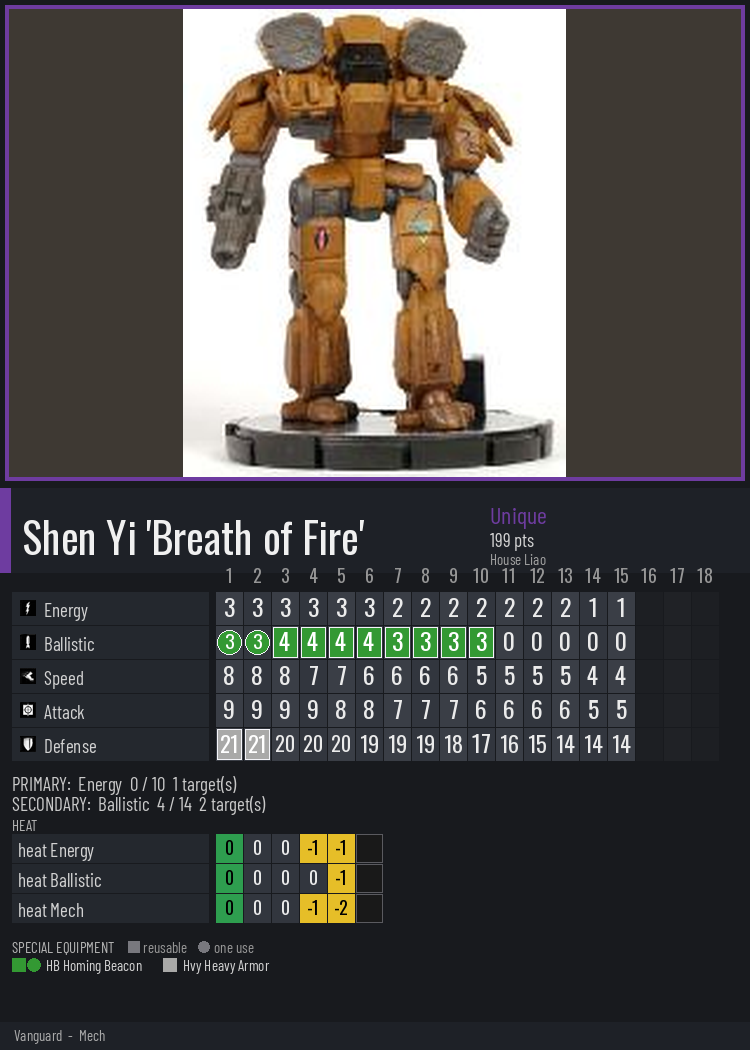 Shen Yi 'Breath of Fire'
Unique
199 pts
House Liao
1 2 3 4 5 6 7 8 9 10 11 12 13 14 15 16 17 18
Energy 3 3 3 3 3 3 2 2 2 2 2 2 2 1 1
Ballistic 3 3 4 4 4 4 3 3 3 3 0 0 0 0 0
Speed 8 8 8 7 7 6 6 6 6 5 5 5 5 4 4
Attack 9 9 9 9 8 8 7 7 7 6 6 6 6 5 5
Defense 21 21 20 20 20 19 19 19 18 17 16 15 14 14 14
PRIMARY: Energy 0 / 10 1 target(s)
SECONDARY: Ballistic 4 / 14 2 target(s)
HEAT
heat Energy 0 0 0 -1 -1
heat Ballistic 0 0 0 0 -1
heat Mech 0 0 0 -1 -2
SPECIAL EQUIPMENT reusable one use
HB Homing Beacon Hvy Heavy Armor
Vanguard - Mech